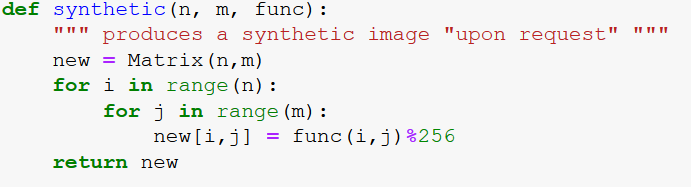 def synthetic(n, m, func):
    """ produces a synthetic image "upon request" """
    new = Matrix(n,m)
    for i in range(n):
        for j in range(m):
            new[i,j] = func(i,j)%256
    return new